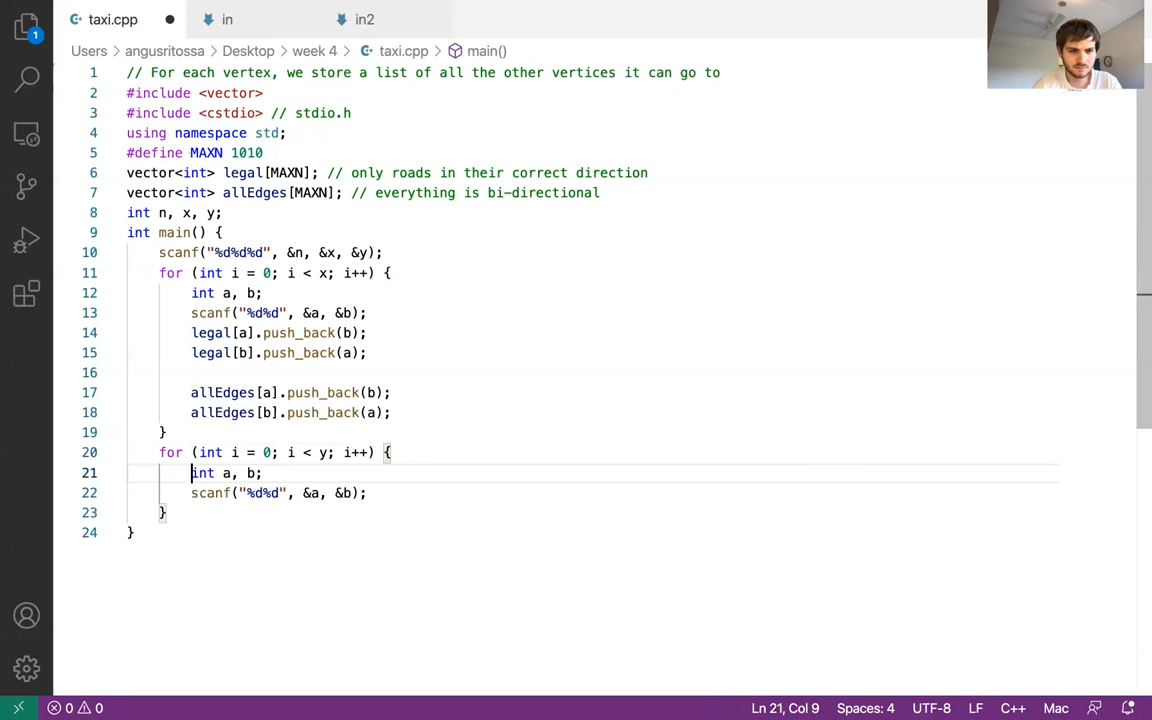 taxi.cpp in in2
Users angusritossa Desktop week 4 taxi.cpp main()
1 // For each vertex, we store a list of all the other vertices it can go to
2 #include <vector>
3 #include <cstdio> // stdio.h
4 using namespace std;
5 #define MAXN 1010
6 vector<int> legal[MAXN]; // only roads in their correct direction
7 vector<int> allEdges[MAXN]; // everything is bi-directional
8 int n, x, y;
9 int main() {
10 scanf("%d%d%d", &n, &x, &y);
11 for (int i = 0; i < x; i++) {
12 int a, b;
13 scanf("%d%d", &a, &b);
14 legal[a].push_back(b);
15 legal[b].push_back(a);
16
17 allEdges[a].push_back(b);
18 allEdges[b].push_back(a);
19 }
20 for (int i = 0; i < y; i++) {
21 int a, b;
22 scanf("%d%d", &a, &b);
23 }
24 }
1
0 0 Ln 21, Col 9 Spaces: 4 UTF-8 LF C++ Mac